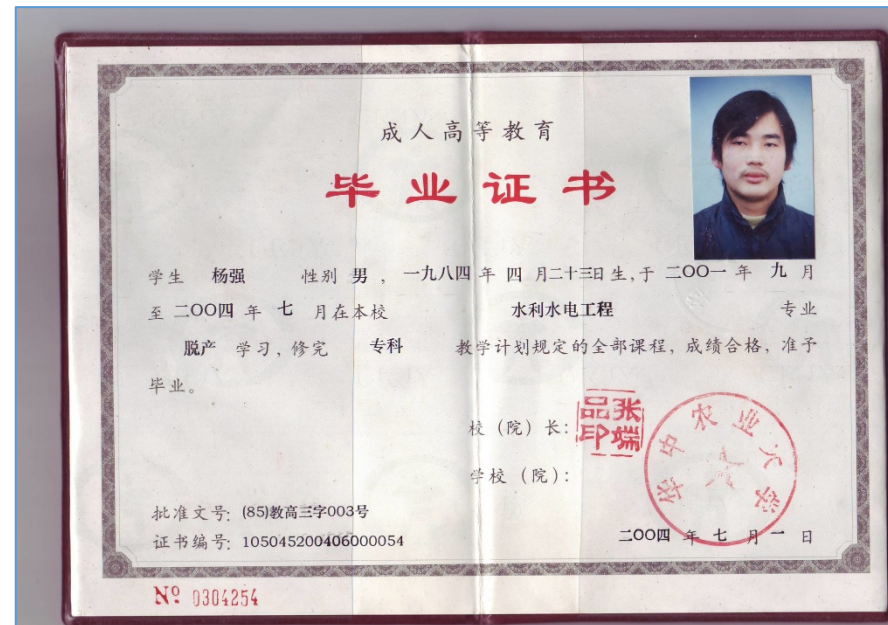 成人高等教育
毕业证书
学生 杨强 性别 男 ，一九八四 年 四 月二十三日生,于 二〇〇一 年 九 月
至 二〇〇四 年 七 月在本校 水利水电工程 专业
脱产 学习，修完 专科 教学计划规定的全部课程，成绩合格，准予
毕业。
校（院）长：
张端品印
学校（院）：
华中农业大学
批准文号: (85)教高三字003号
证书编号: 105045200406000054
二〇〇四 年 七 月 一 日
Nº 0304254